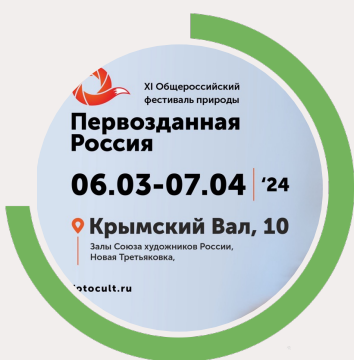 XI Общероссийский
фестиваль природы
Первозданная
Россия
06.03-07.04 '24
Крымский Вал, 10
Залы Союза художников России,
Новая Третьяковка,
otocult.ru